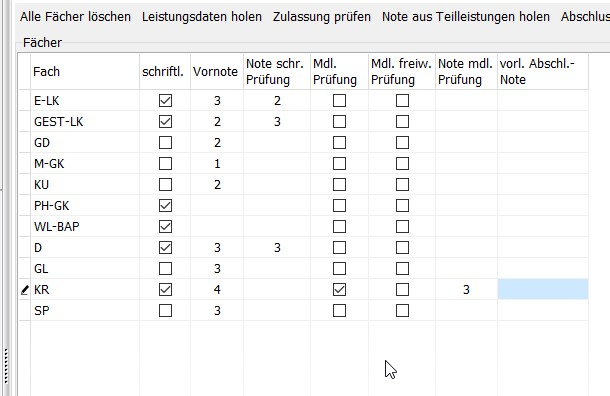 Alle Fächer löschen Leistungsdaten holen Zulassung prüfen Note aus Teilleistungen holen Abschlus
Fächer
Fach schriftl. Vornote Note schr. Prüfung Mdl. Prüfung Mdl. freiw. Prüfung Note mdl. Prüfung vorl. Abschl.-Note
E-LK 3 2
GEST-LK 2 3
GD 2
M-GK 1
KU 2
PH-GK
WL-BAP
D 3 3
GL 3
KR 4 3
SP 3